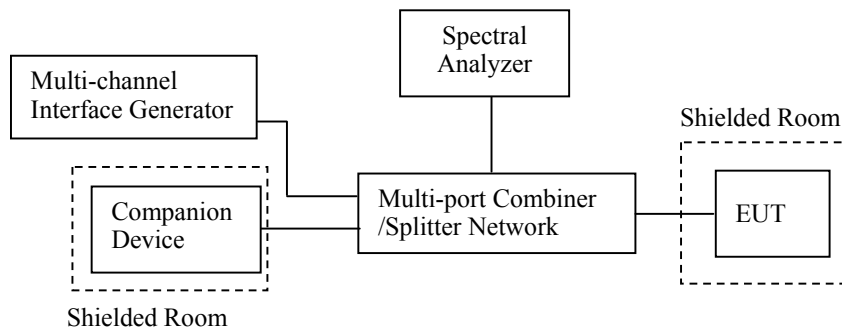 Spectral
Analyzer
Multi-channel
Interface Generator
Shielded Room
Companion
Device
Multi-port Combiner
/Splitter Network
EUT
Shielded Room